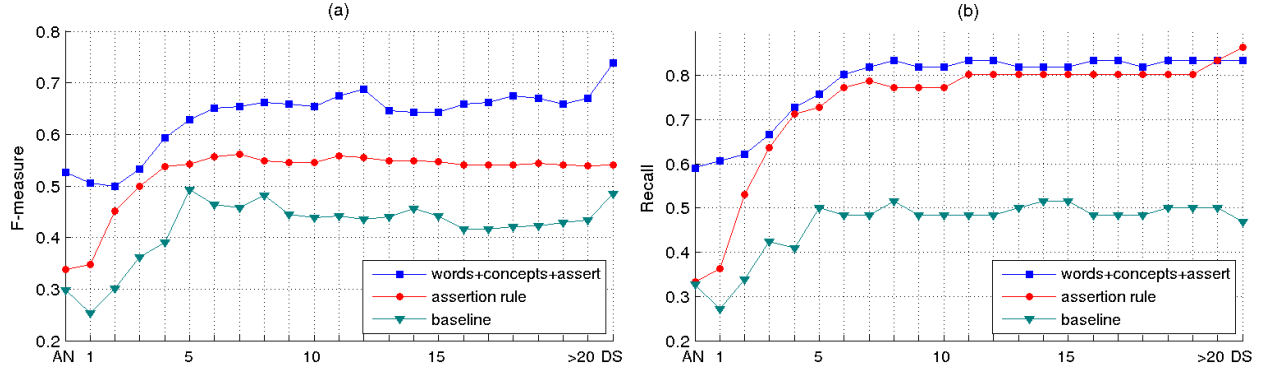 (a)
0.8
0.7
0.6
0.5
0.4
0.3
0.2
F-measure
words+concepts+assert
assertion rule
baseline
AN 1 5 10 15 >20 DS
(b)
0.8
0.7
0.6
0.5
0.4
0.3
0.2
Recall
words+concepts+assert
assertion rule
baseline
AN 1 5 10 15 >20 DS